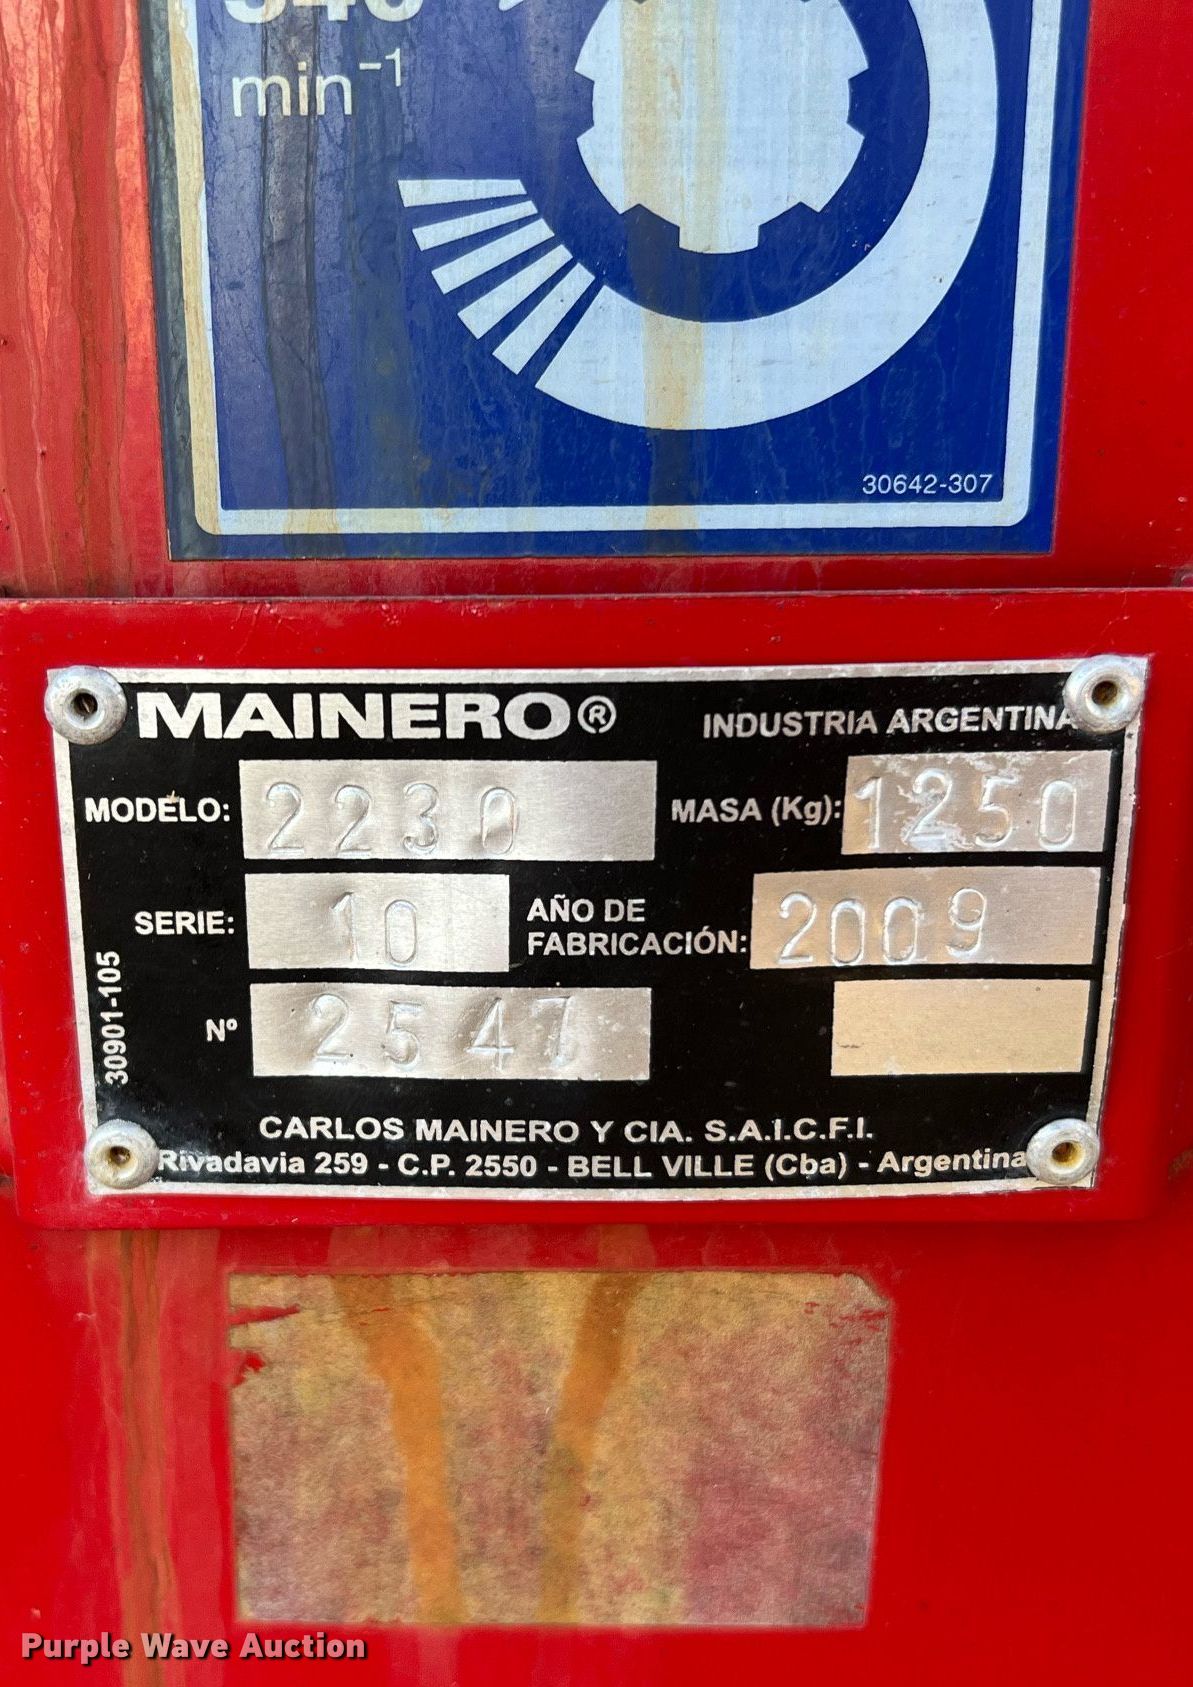 540
min⁻¹
30642-307
MAINERO®
INDUSTRIA ARGENTINA
MODELO: 2230
MASA (Kg): 1250
SERIE: 10
AÑO DE
FABRICACIÓN: 2009
Nº 2547
30901-105
CARLOS MAINERO Y CIA. S.A.I.C.F.I.
Rivadavia 259 - C.P. 2550 - BELL VILLE (Cba) - Argentina
Purple Wave Auction